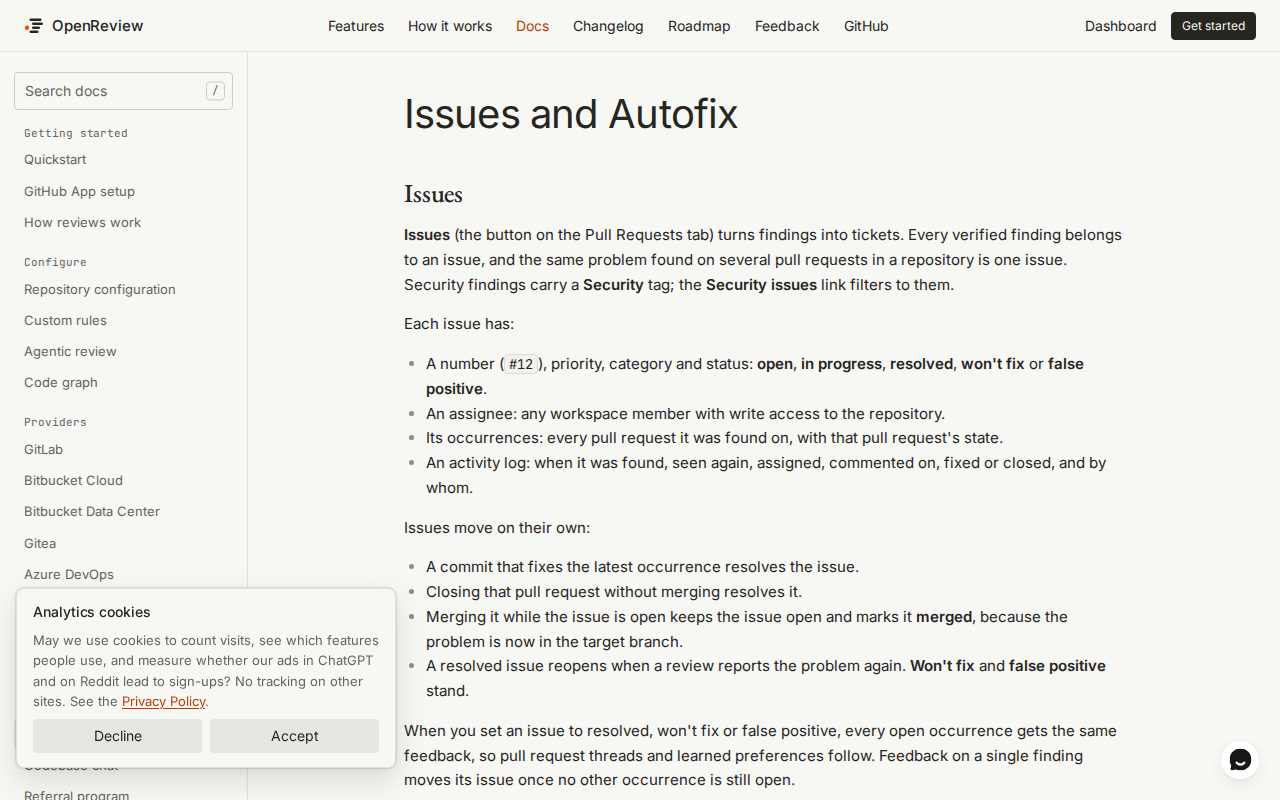 OpenReview
Features
How it works
Docs
Changelog
Roadmap
Feedback
GitHub
Dashboard
Get started
Search docs
/
Getting started
Quickstart
GitHub App setup
How reviews work
Configure
Repository configuration
Custom rules
Agentic review
Code graph
Providers
GitLab
Bitbucket Cloud
Bitbucket Data Center
Gitea
Azure DevOps
Referral program
Analytics cookies
May we use cookies to count visits, see which features
people use, and measure whether our ads in ChatGPT
and on Reddit lead to sign-ups? No tracking on other
sites. See the Privacy Policy.
Decline
Accept
Issues and Autofix
Issues
Issues (the button on the Pull Requests tab) turns findings into tickets. Every verified finding belongs
to an issue, and the same problem found on several pull requests in a repository is one issue.
Security findings carry a Security tag; the Security issues link filters to them.
Each issue has:
A number (#12), priority, category and status: open, in progress, resolved, won't fix or false
positive.
An assignee: any workspace member with write access to the repository.
Its occurrences: every pull request it was found on, with that pull request's state.
An activity log: when it was found, seen again, assigned, commented on, fixed or closed, and by
whom.
Issues move on their own:
A commit that fixes the latest occurrence resolves the issue.
Closing that pull request without merging resolves it.
Merging it while the issue is open keeps the issue open and marks it merged, because the
problem is now in the target branch.
A resolved issue reopens when a review reports the problem again. Won't fix and false positive
stand.
When you set an issue to resolved, won't fix or false positive, every open occurrence gets the same
feedback, so pull request threads and learned preferences follow. Feedback on a single finding
moves its issue once no other occurrence is still open.